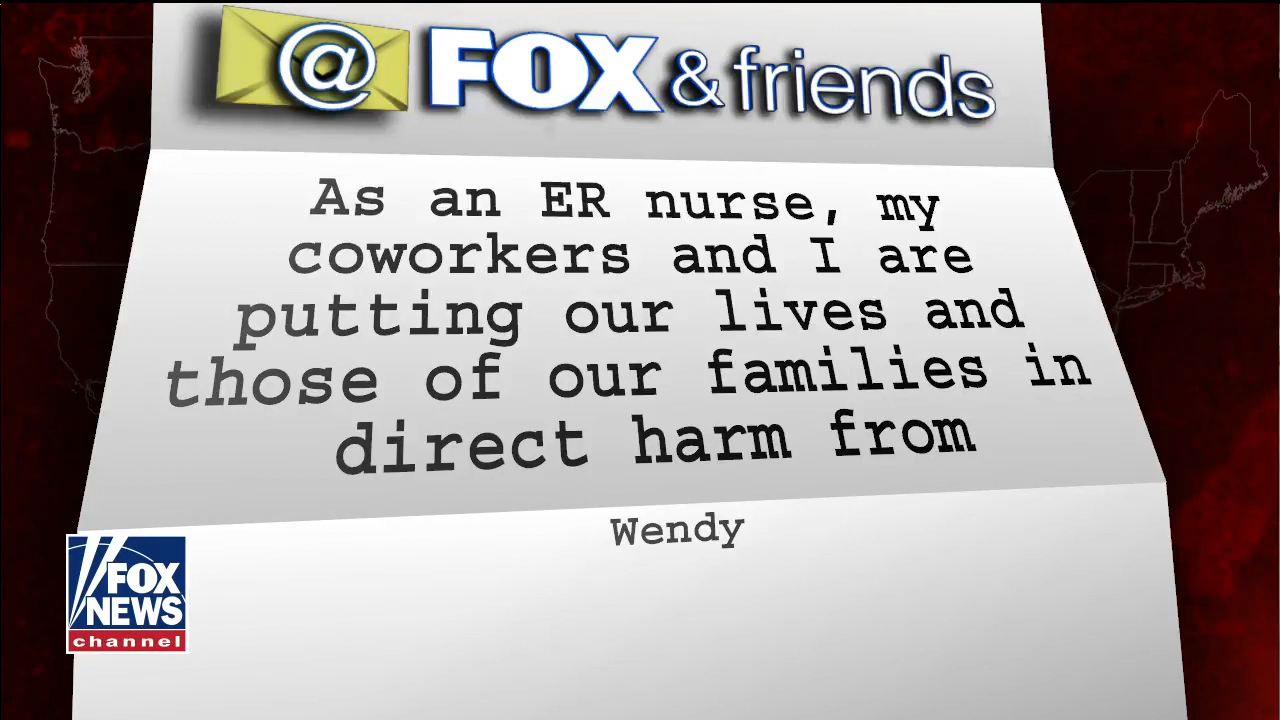 @ FOX & friends
As an ER nurse, my
coworkers and I are
putting our lives and
those of our families in
direct harm from
Wendy
FOX
NEWS
channel